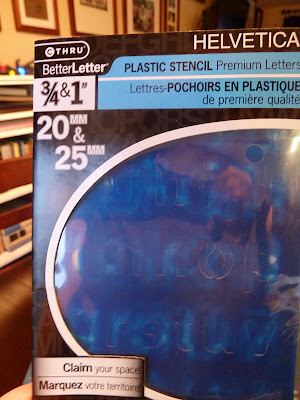 C-THRU
HELVETICA
BetterLetter
PLASTIC STENCIL Premium Letters
3/4 & 1"
Lettres-POCHOIRS EN PLASTIQUE
de première qualité
20MM
&
25MM
g h i j
m n o p
r s t u v
Claim your space!
Marquez votre territoire!